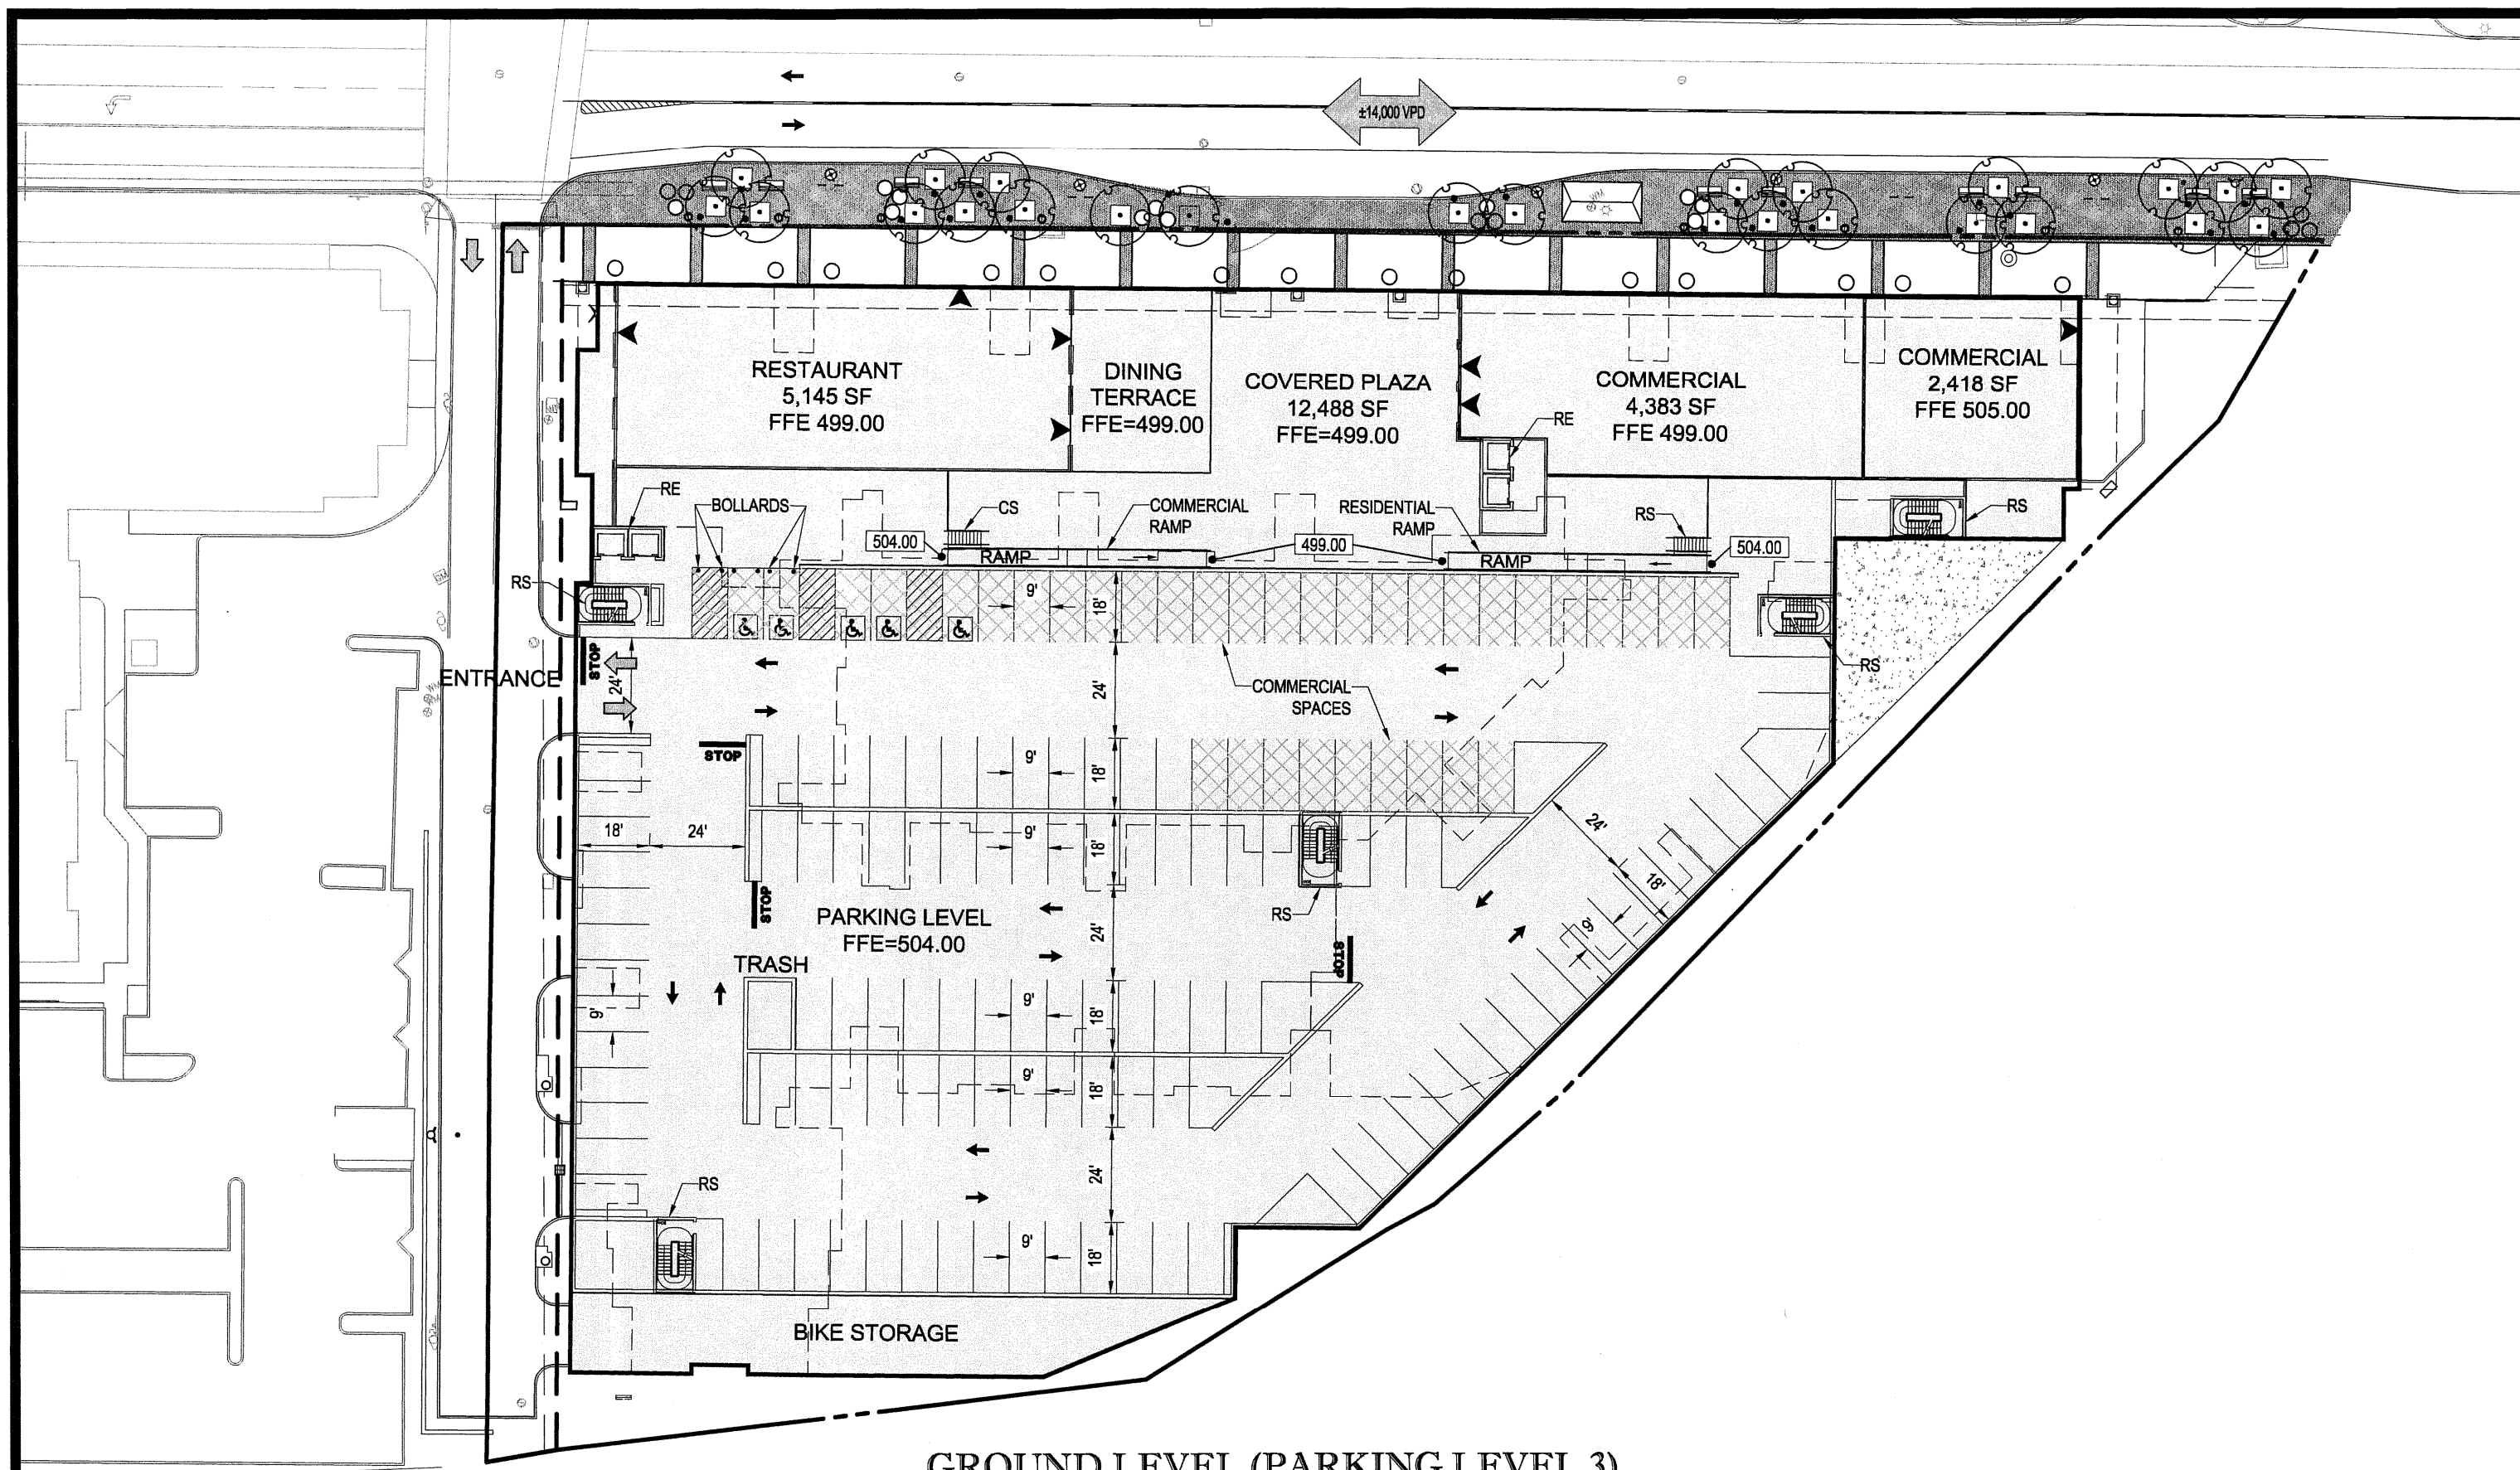 ±14,000 VPD
RESTAURANT
5,145 SF
FFE 499.00
DINING
TERRACE
FFE=499.00
COVERED PLAZA
12,488 SF
FFE=499.00
COMMERCIAL
4,383 SF
FFE 499.00
COMMERCIAL
2,418 SF
FFE 505.00
RE
RE
BOLLARDS
CS
COMMERCIAL
RAMP
RESIDENTIAL
RAMP
RS
RS
504.00
RAMP
499.00
RAMP
504.00
RS
9'
18'
ENTRANCE
STOP
24'
RS
COMMERCIAL
SPACES
24'
STOP
9'
18'
18'
24'
9'
18'
24'
18'
9'
STOP
PARKING LEVEL
FFE=504.00
RS
24'
STOP
TRASH
9'
9'
18'
9'
18'
24'
RS
9'
18'
BIKE STORAGE
GROUND LEVEL (PARKING LEVEL 3)